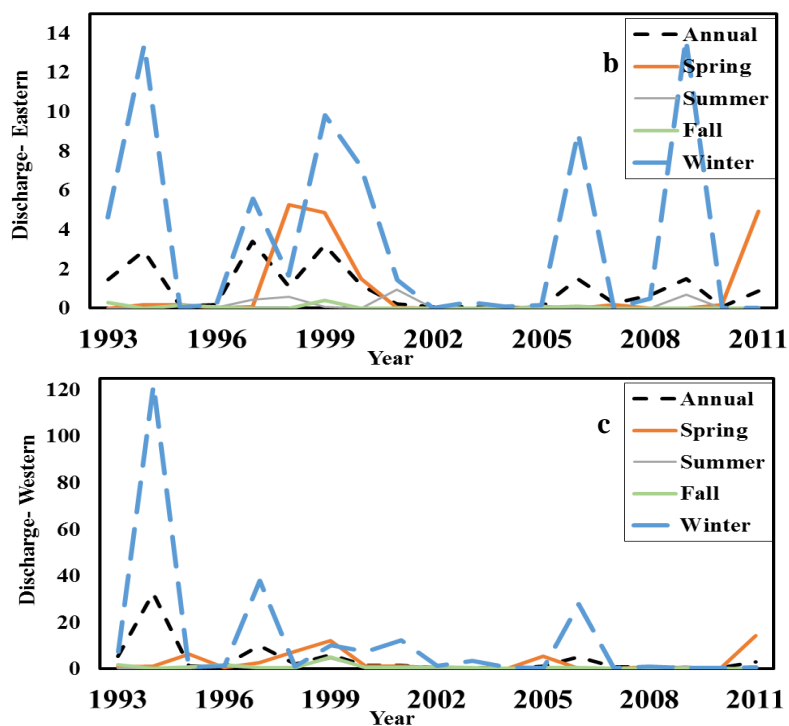 14
12
10
8
6
4
2
0
Discharge- Eastern
b
Annual
Spring
Summer
Fall
Winter
1993 1996 1999 2002 2005 2008 2011
Year
120
100
80
60
40
20
0
Discharge- Western
c
Annual
Spring
Summer
Fall
Winter
1993 1996 1999 2002 2005 2008 2011
Year